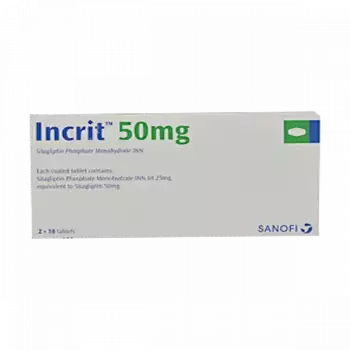 Incrit™ 50mg
Sitagliptin Phosphate Monohydrate INN
Each coated tablet contains:
Sitagliptin Phosphate Monohydrate INN 64.25mg,
equivalent to Sitagliptin 50mg
2 x 10 tablets
SANOFI